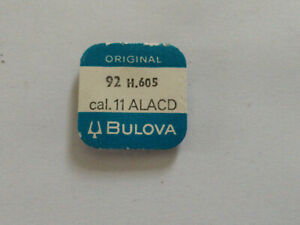 ORIGINAL
92 H.605
cal. 11 ALACD
BULOVA